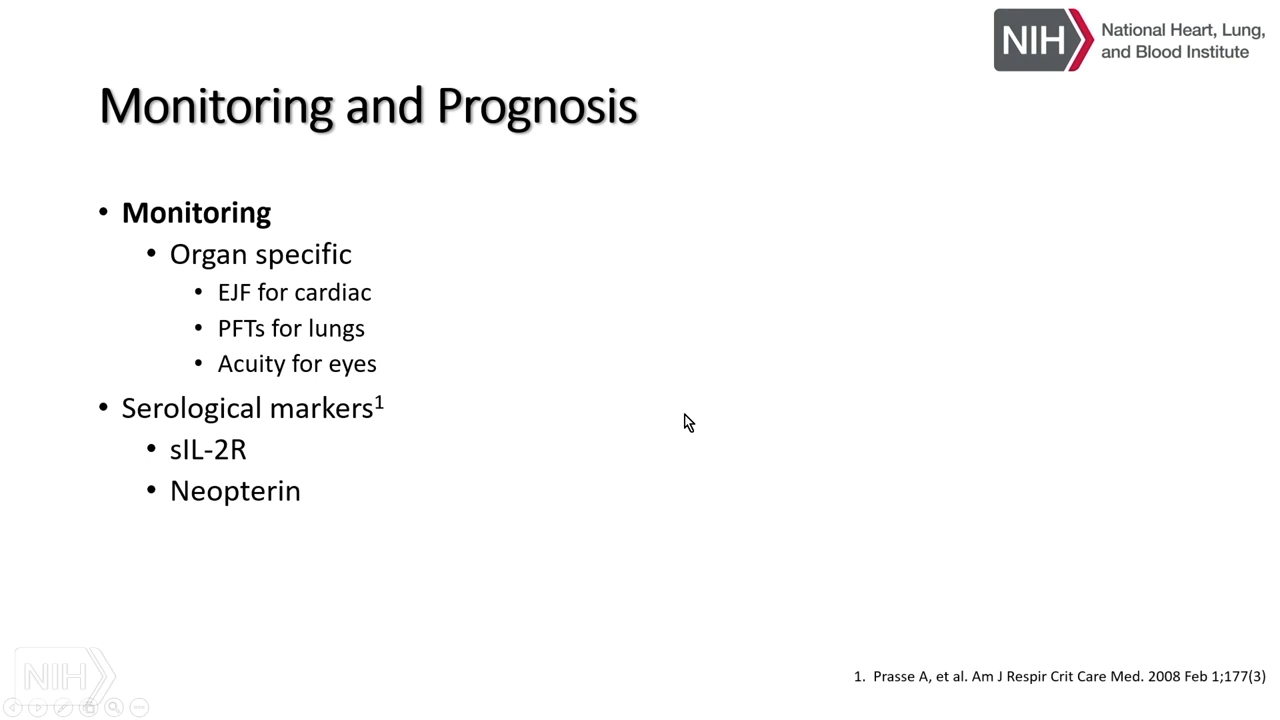 NIH National Heart, Lung,
and Blood Institute
Monitoring and Prognosis
• Monitoring
• Organ specific
• EJF for cardiac
• PFTs for lungs
• Acuity for eyes
• Serological markers¹
• sIL-2R
• Neopterin
NIH
1. Prasse A, et al. Am J Respir Crit Care Med. 2008 Feb 1;177(3)